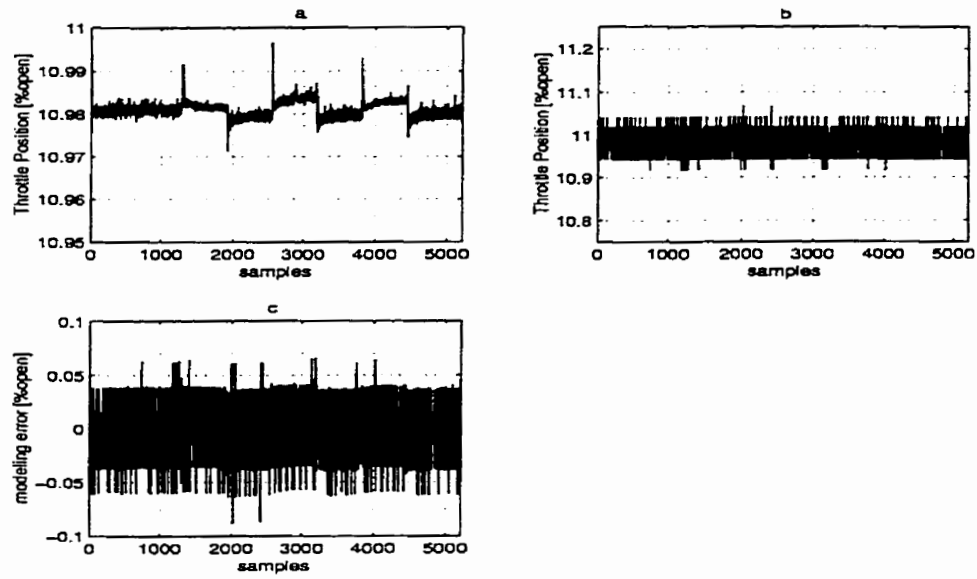 a
Throttle Position [%open]
11
10.99
10.98
10.97
10.96
10.95
0 1000 2000 3000 4000 5000
samples
b
Throttle Position [%open]
11.2
11.1
11
10.9
10.8
0 1000 2000 3000 4000 5000
samples
c
modeling error [%open]
0.1
0.05
0
-0.05
-0.1
0 1000 2000 3000 4000 5000
samples